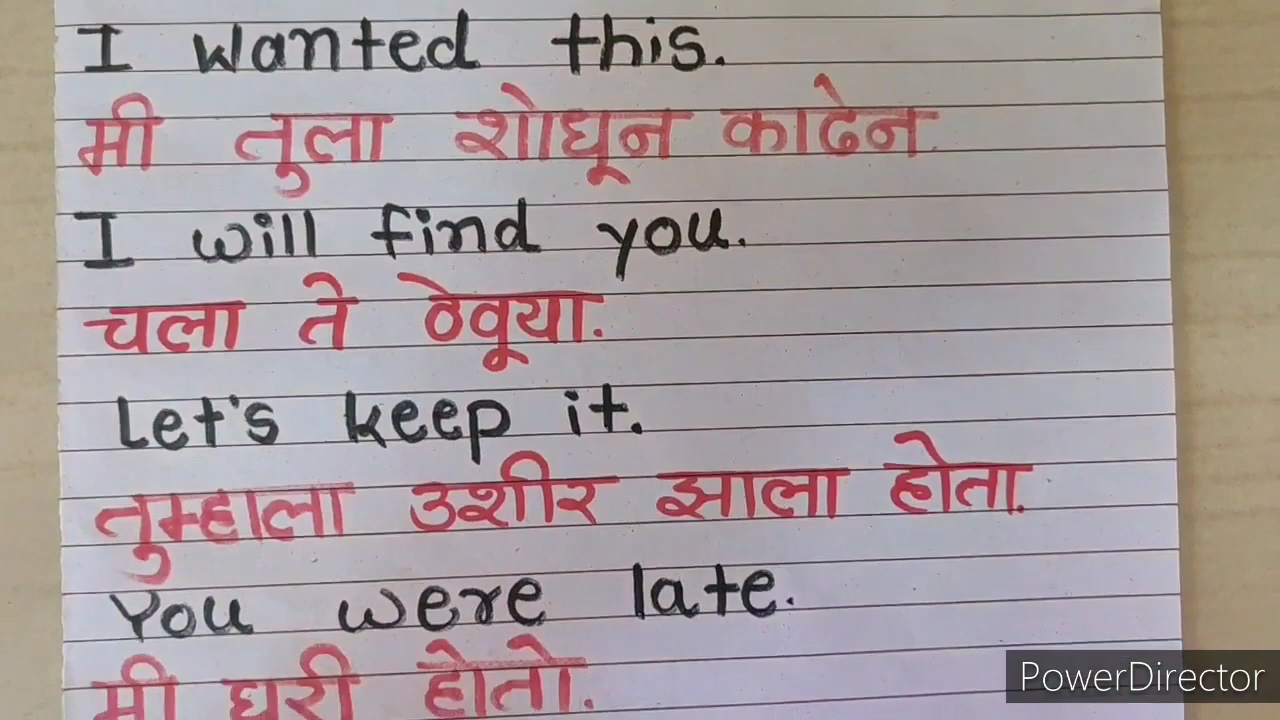 I wanted this.
मी तुला शोधून काढेन.
I will find you.
चला ते ठेवूया.
Let's keep it.
तुम्हाला उशीर झाला होता.
You were late.
मी घरी होतो.
PowerDirector